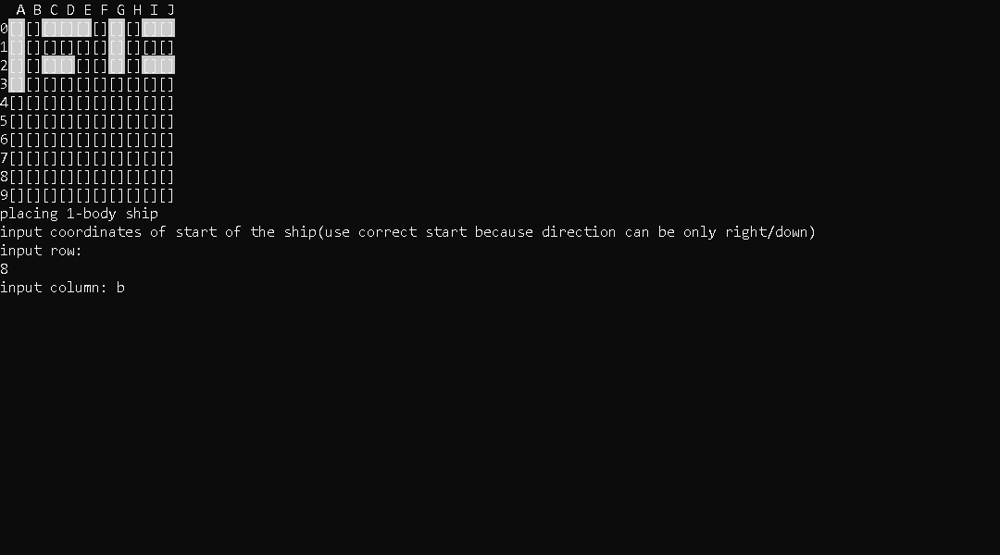 A B C D E F G H I J
0[][][][][][][][][][]
1[][][][][][][][][][]
2[][][][][][][][][][]
3[][][][][][][][][][]
4[][][][][][][][][][]
5[][][][][][][][][][]
6[][][][][][][][][][]
7[][][][][][][][][][]
8[][][][][][][][][][]
9[][][][][][][][][][]
placing 1-body ship
input coordinates of start of the ship(use correct start because direction can be only right/down)
input row:
8
input column: b